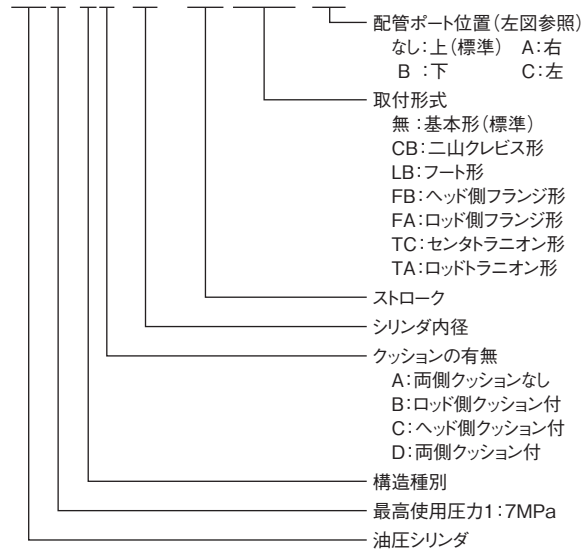 配管ポート位置(左図参照)
なし:上(標準) A:右
B :下 C:左
取付形式
無 :基本形(標準)
CB:二山クレビス形
LB:フート形
FB:ヘッド側フランジ形
FA:ロッド側フランジ形
TC:センタトラニオン形
TA:ロッドトラニオン形
ストローク
シリンダ内径
クッションの有無
A:両側クッションなし
B:ロッド側クッション付
C:ヘッド側クッション付
D:両側クッション付
構造種別
最高使用圧力1:7MPa
油圧シリンダ